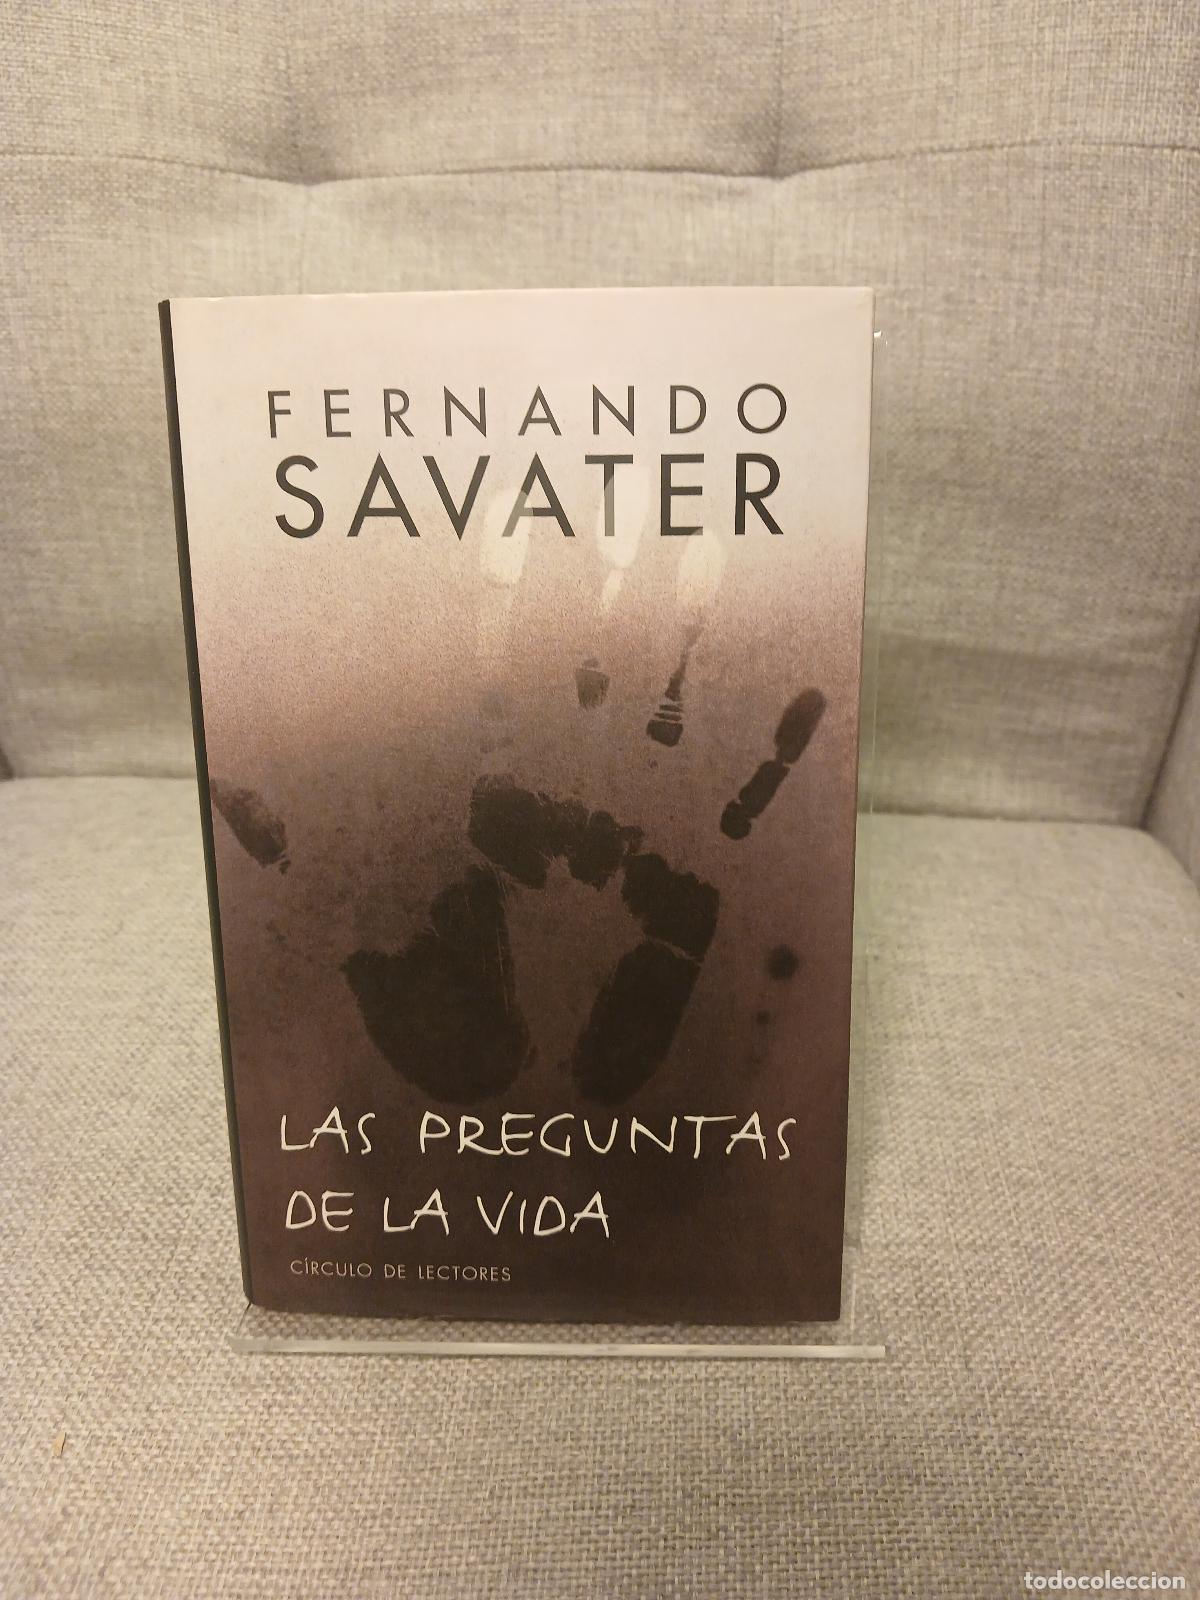 FERNANDO
SAVATER
LAS PREGUNTAS
DE LA VIDA
CÍRCULO DE LECTORES
todocoleccion